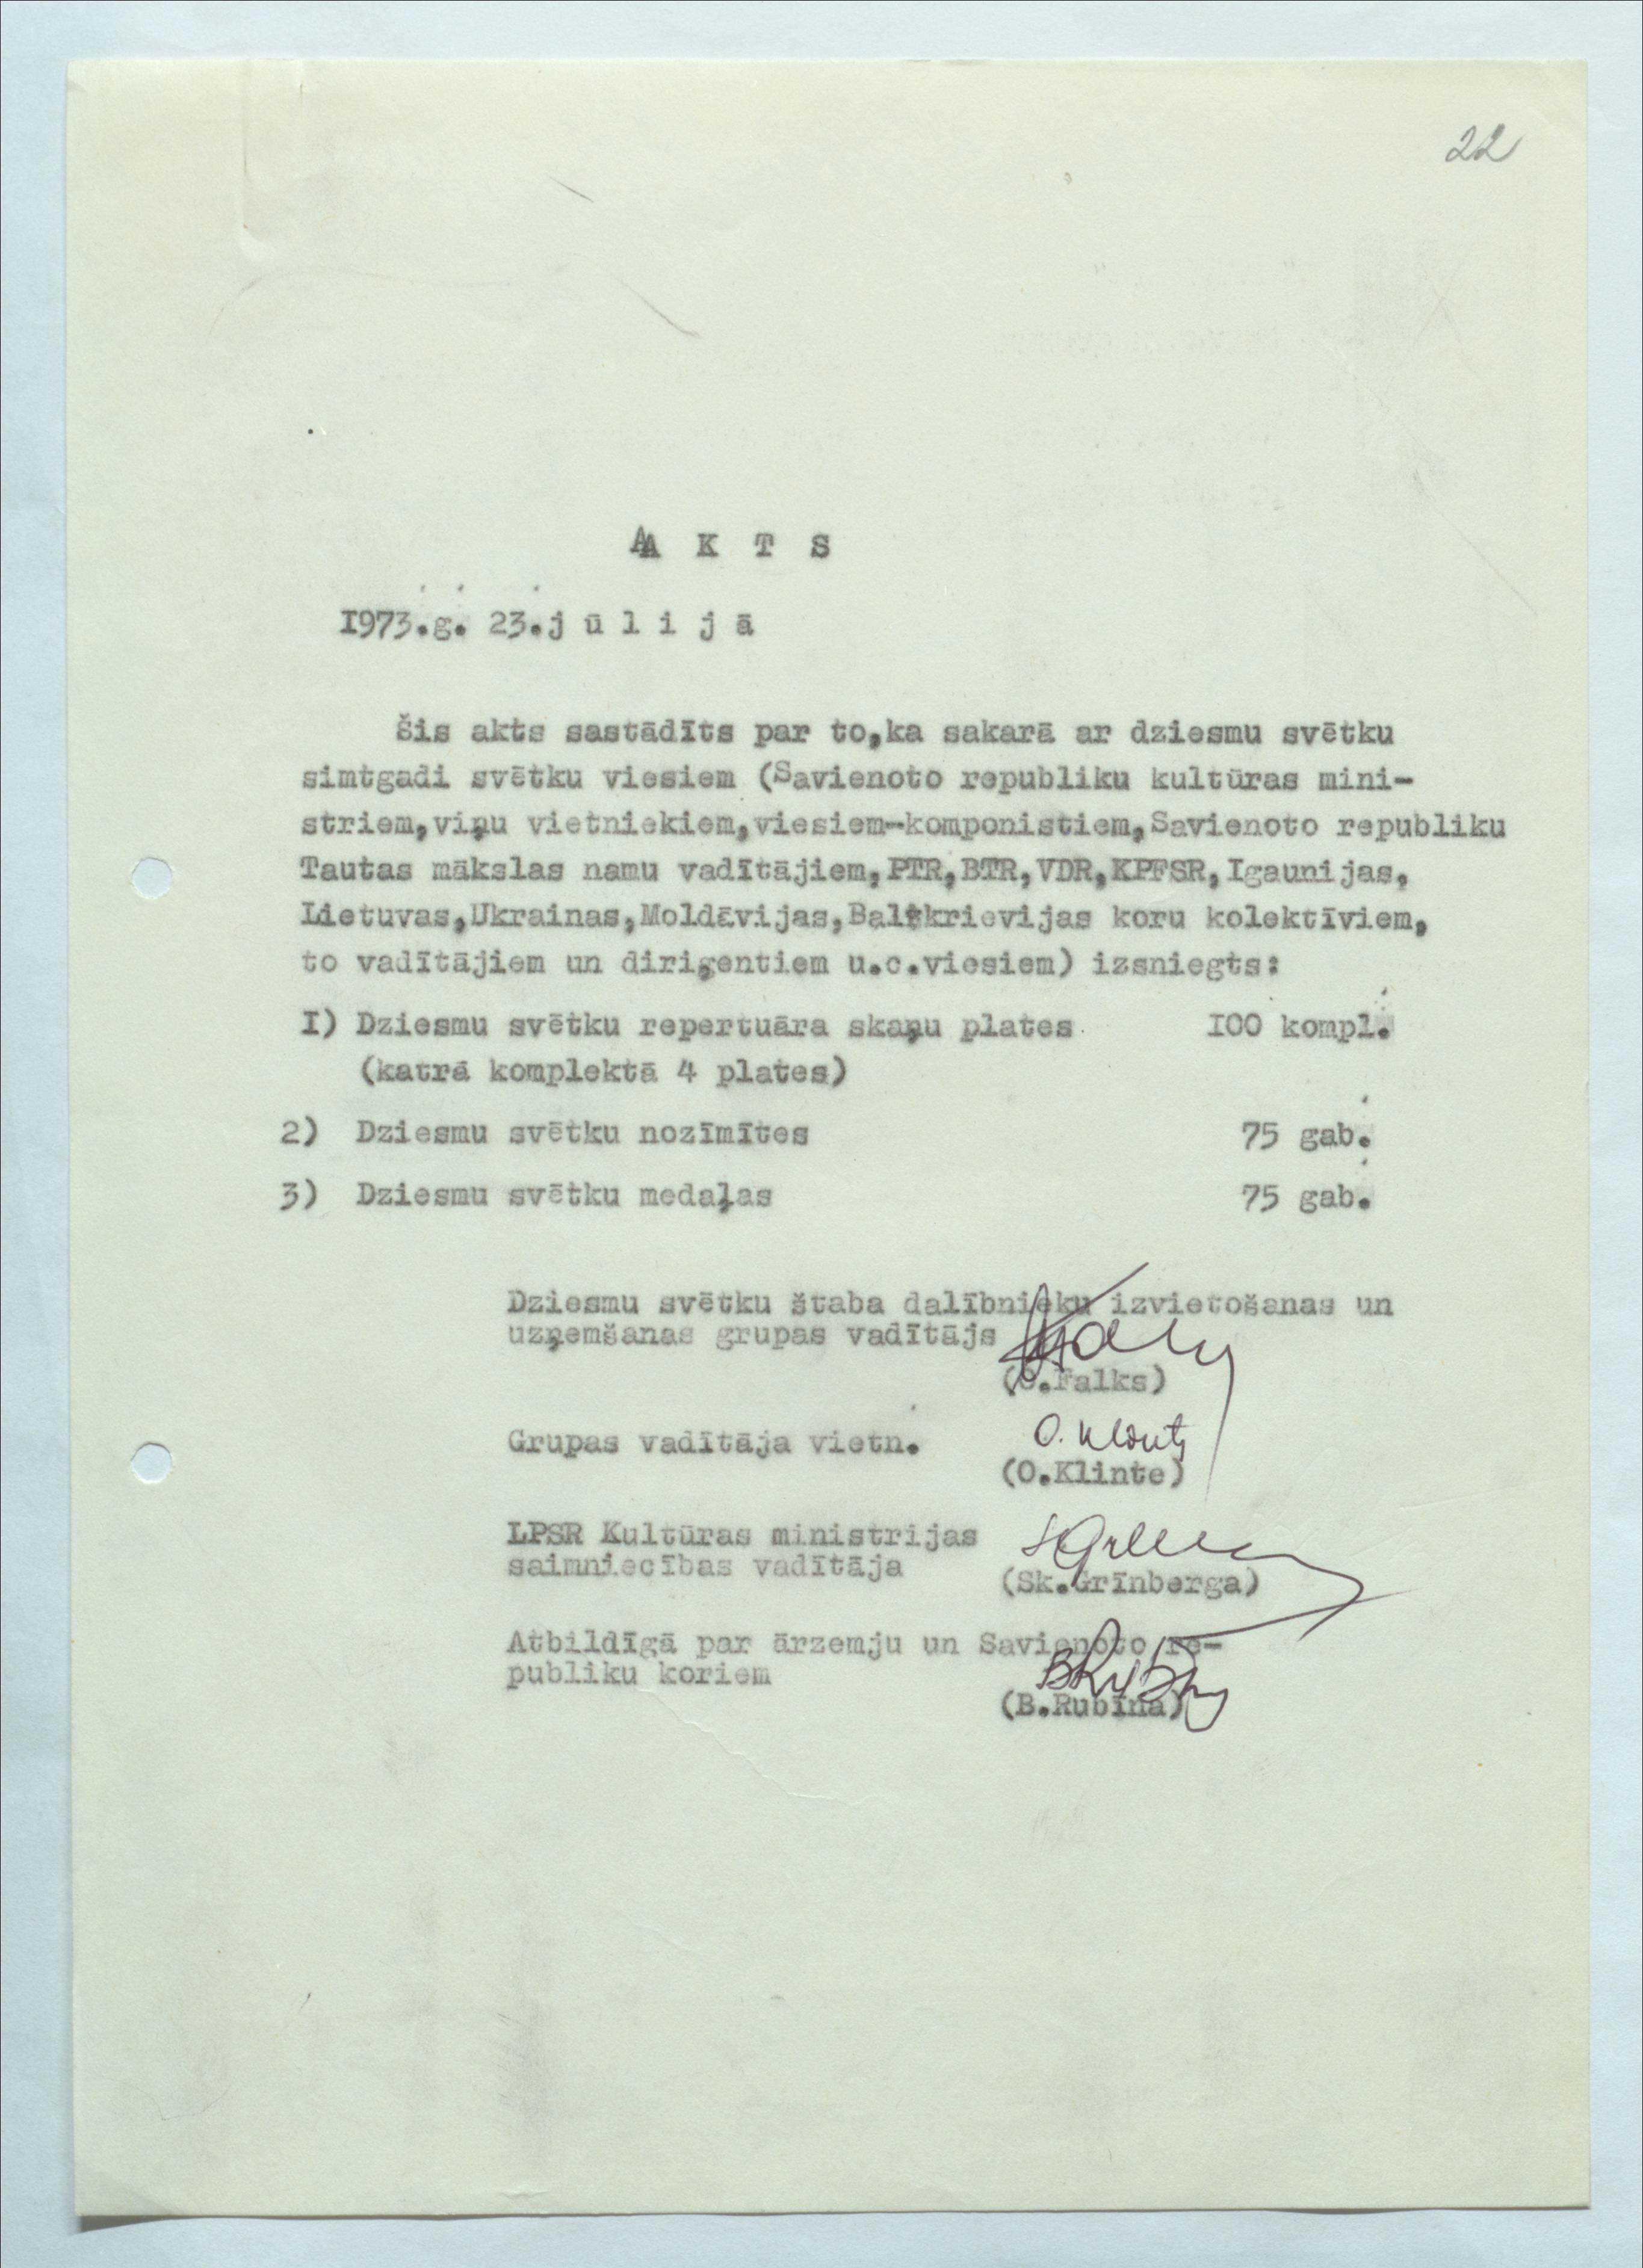 22
AKTS
1973.g. 23.jūlijā
Šis akts sastādīts par to,ka sakarā ar dziesmu svētku
simtgadi svētku viesiem (Savienoto republiku kultūras mini-
striem,viņu vietniekiem,viesiem-komponistiem,Savienoto republiku
Tautas mākslas namu vadītājiem,PTR,BTR,VDR,KPFSR,Igaunijas,
Lietuvas,Ukrainas,Moldāvijas,Baltkrievijas koru kolektīviem,
to vadītājiem un diriģentiem u.c.viesiem) izsniegts:
1) Dziesmu svētku repertuāra skaņu plates 100 kompl.
(katrā komplektā 4 plates)
2) Dziesmu svētku nozīmītes 75 gab.
3) Dziesmu svētku medaļas 75 gab.
Dziesmu svētku štaba dalībnieku izvietošanas un
uzņemšanas grupas vadītājs
Falks)
Grupas vadītāja vietn.
(O.Klinte)
LPSR Kultūras ministrijas
saimniecības vadītāja
(Sk.Grīnberga)
Atbildīgā par ārzemju un Savienoto re-
publiku koriem
(B.Rubīna)